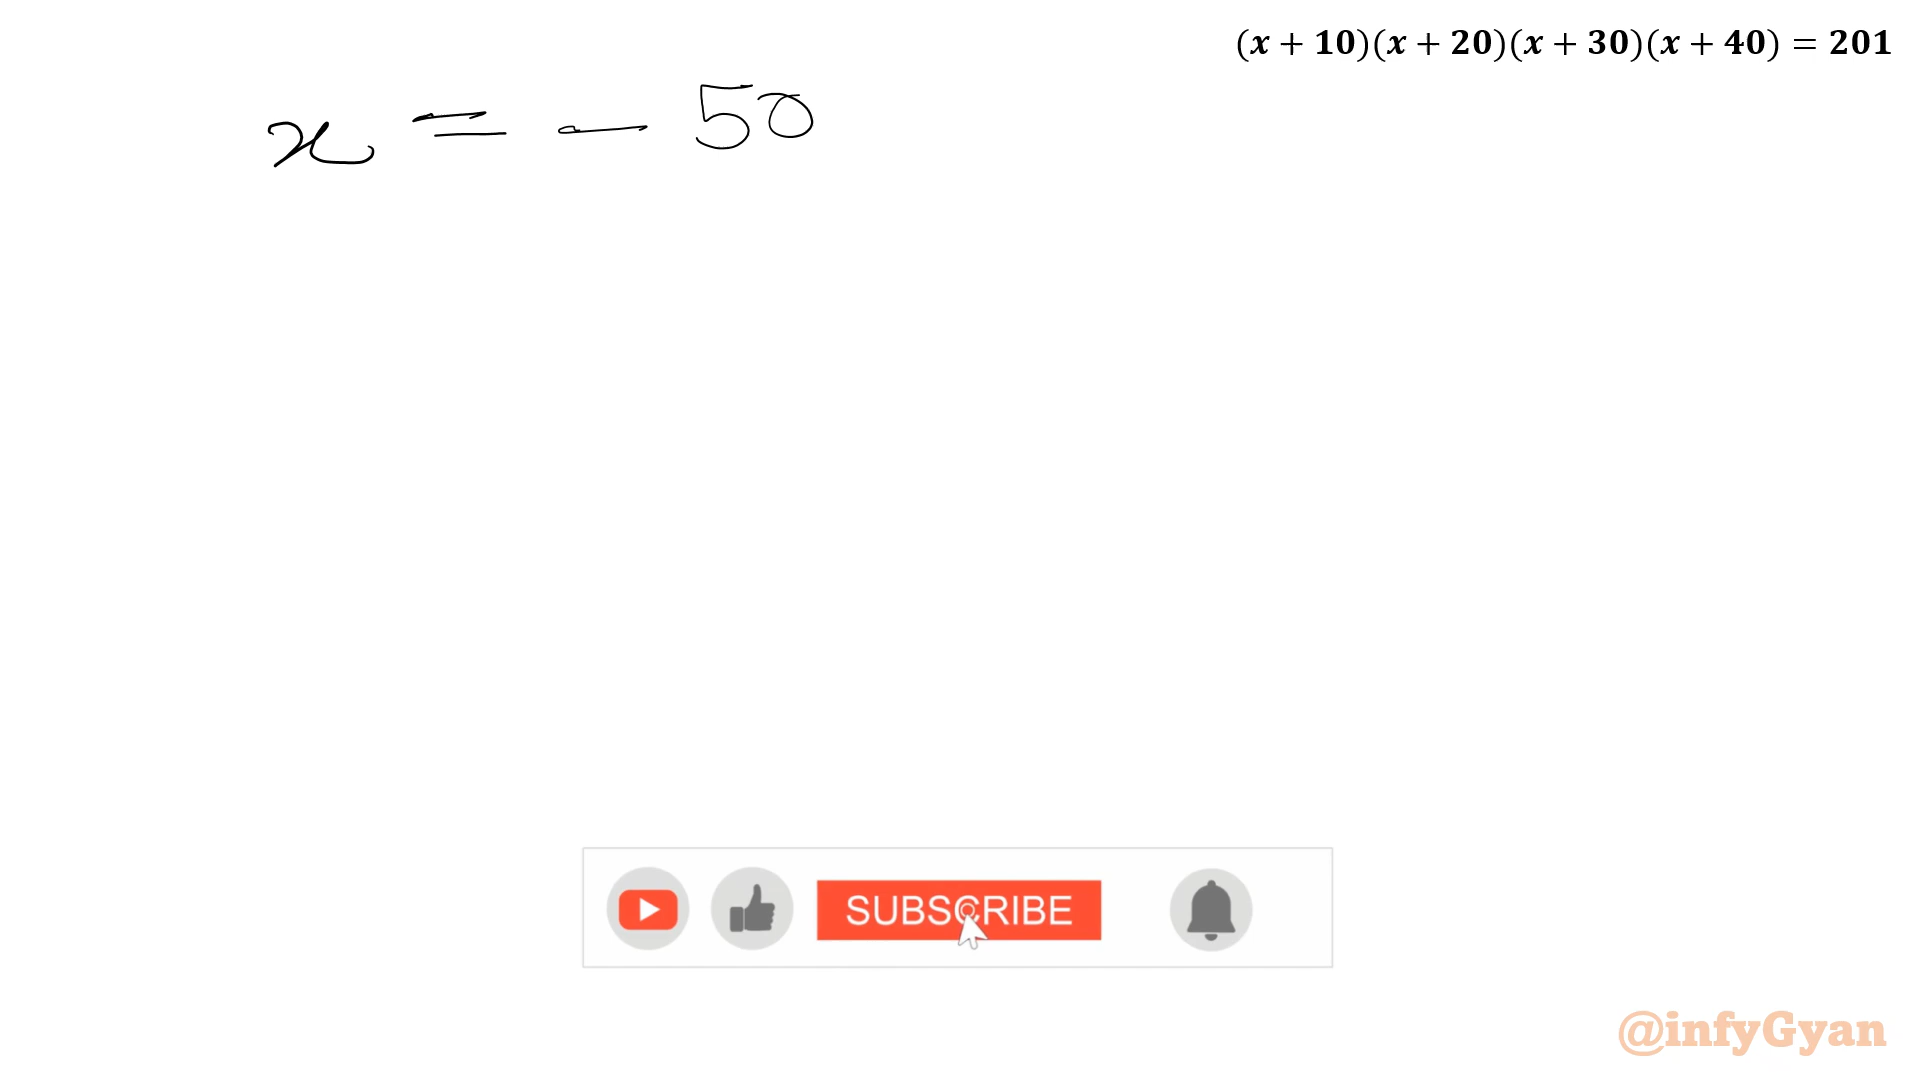 (x + 10)(x + 20)(x + 30)(x + 40) = 201
x = - 50
SUBSCRIBE
@infyGyan